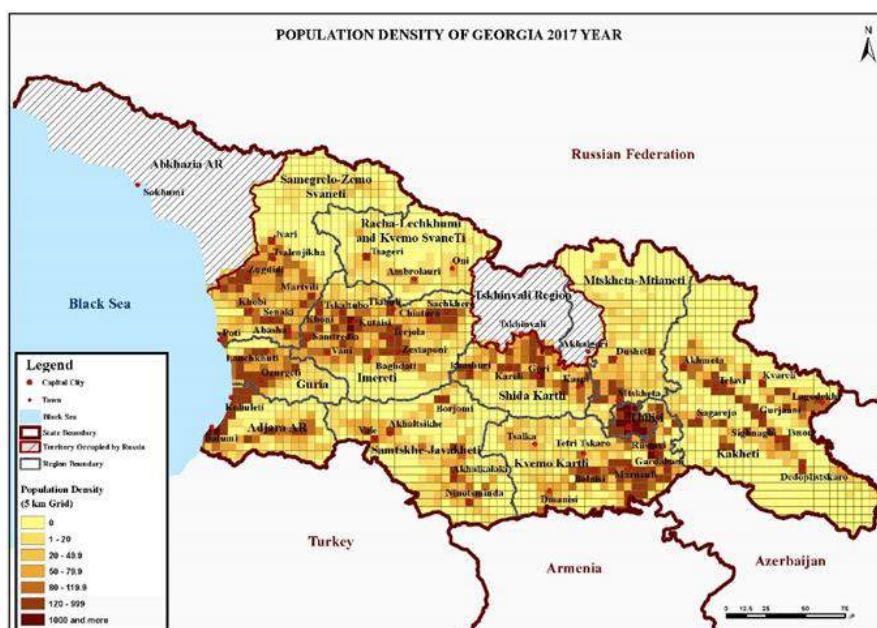 POPULATION DENSITY OF GEORGIA 2017 YEAR
N
Russian Federation
Abkhazia AR
Sokhumi
Samegrelo-Zemo
Svaneti
Racha-Lechkhumi
and Kvemo SvaneTi
Jvari
Tsalenjikha
Tsageri
Oni
Ambrolauri
Mtskheta-Mtianeti
Zugdidi
Martvili
Tskhinvali Region
Tskhinvali
Akhalgori
Black Sea
Khobi
Senaki
Abasha
Tskaltubo
Tkibuli
Sachkhere
Khoni
Kutaisi
Chiatura
Samtredia
Terjola
Poti
Vani
Zestaponi
Lanchkhuti
Baghdati
Khashuri
Kareli
Gori
Kaspi
Dusheti
Akhmeta
Telavi
Kvareli
Ozurgeti
Guria
Imereti
Shida Kartli
Mtskheta
Lagodekhi
Kobuleti
Borjomi
Tbilisi
Sagarejo
Gurjaani
Batumi
Adjara AR
Vale
Akhaltsikhe
Tsalka
Tetri Tskaro
Rustavi
Sighnaghi
Tsnori
Samtskhe-Javakheti
Kvemo Kartli
Gardabani
Kakheti
Akhalkalaki
Bolnisi
Marneuli
Dedoplistskaro
Ninotsminda
Dmanisi
Turkey
Armenia
Azerbaijan
Legend
Capital City
Town
Black Sea
State Boundary
Territory Occupied by Russia
Region Boundary
Population Density
(5 km Grid)
0
1 - 20
20 - 49.9
50 - 79.9
80 - 119.9
120 - 999
1000 and more
0 12.5 25 50 75